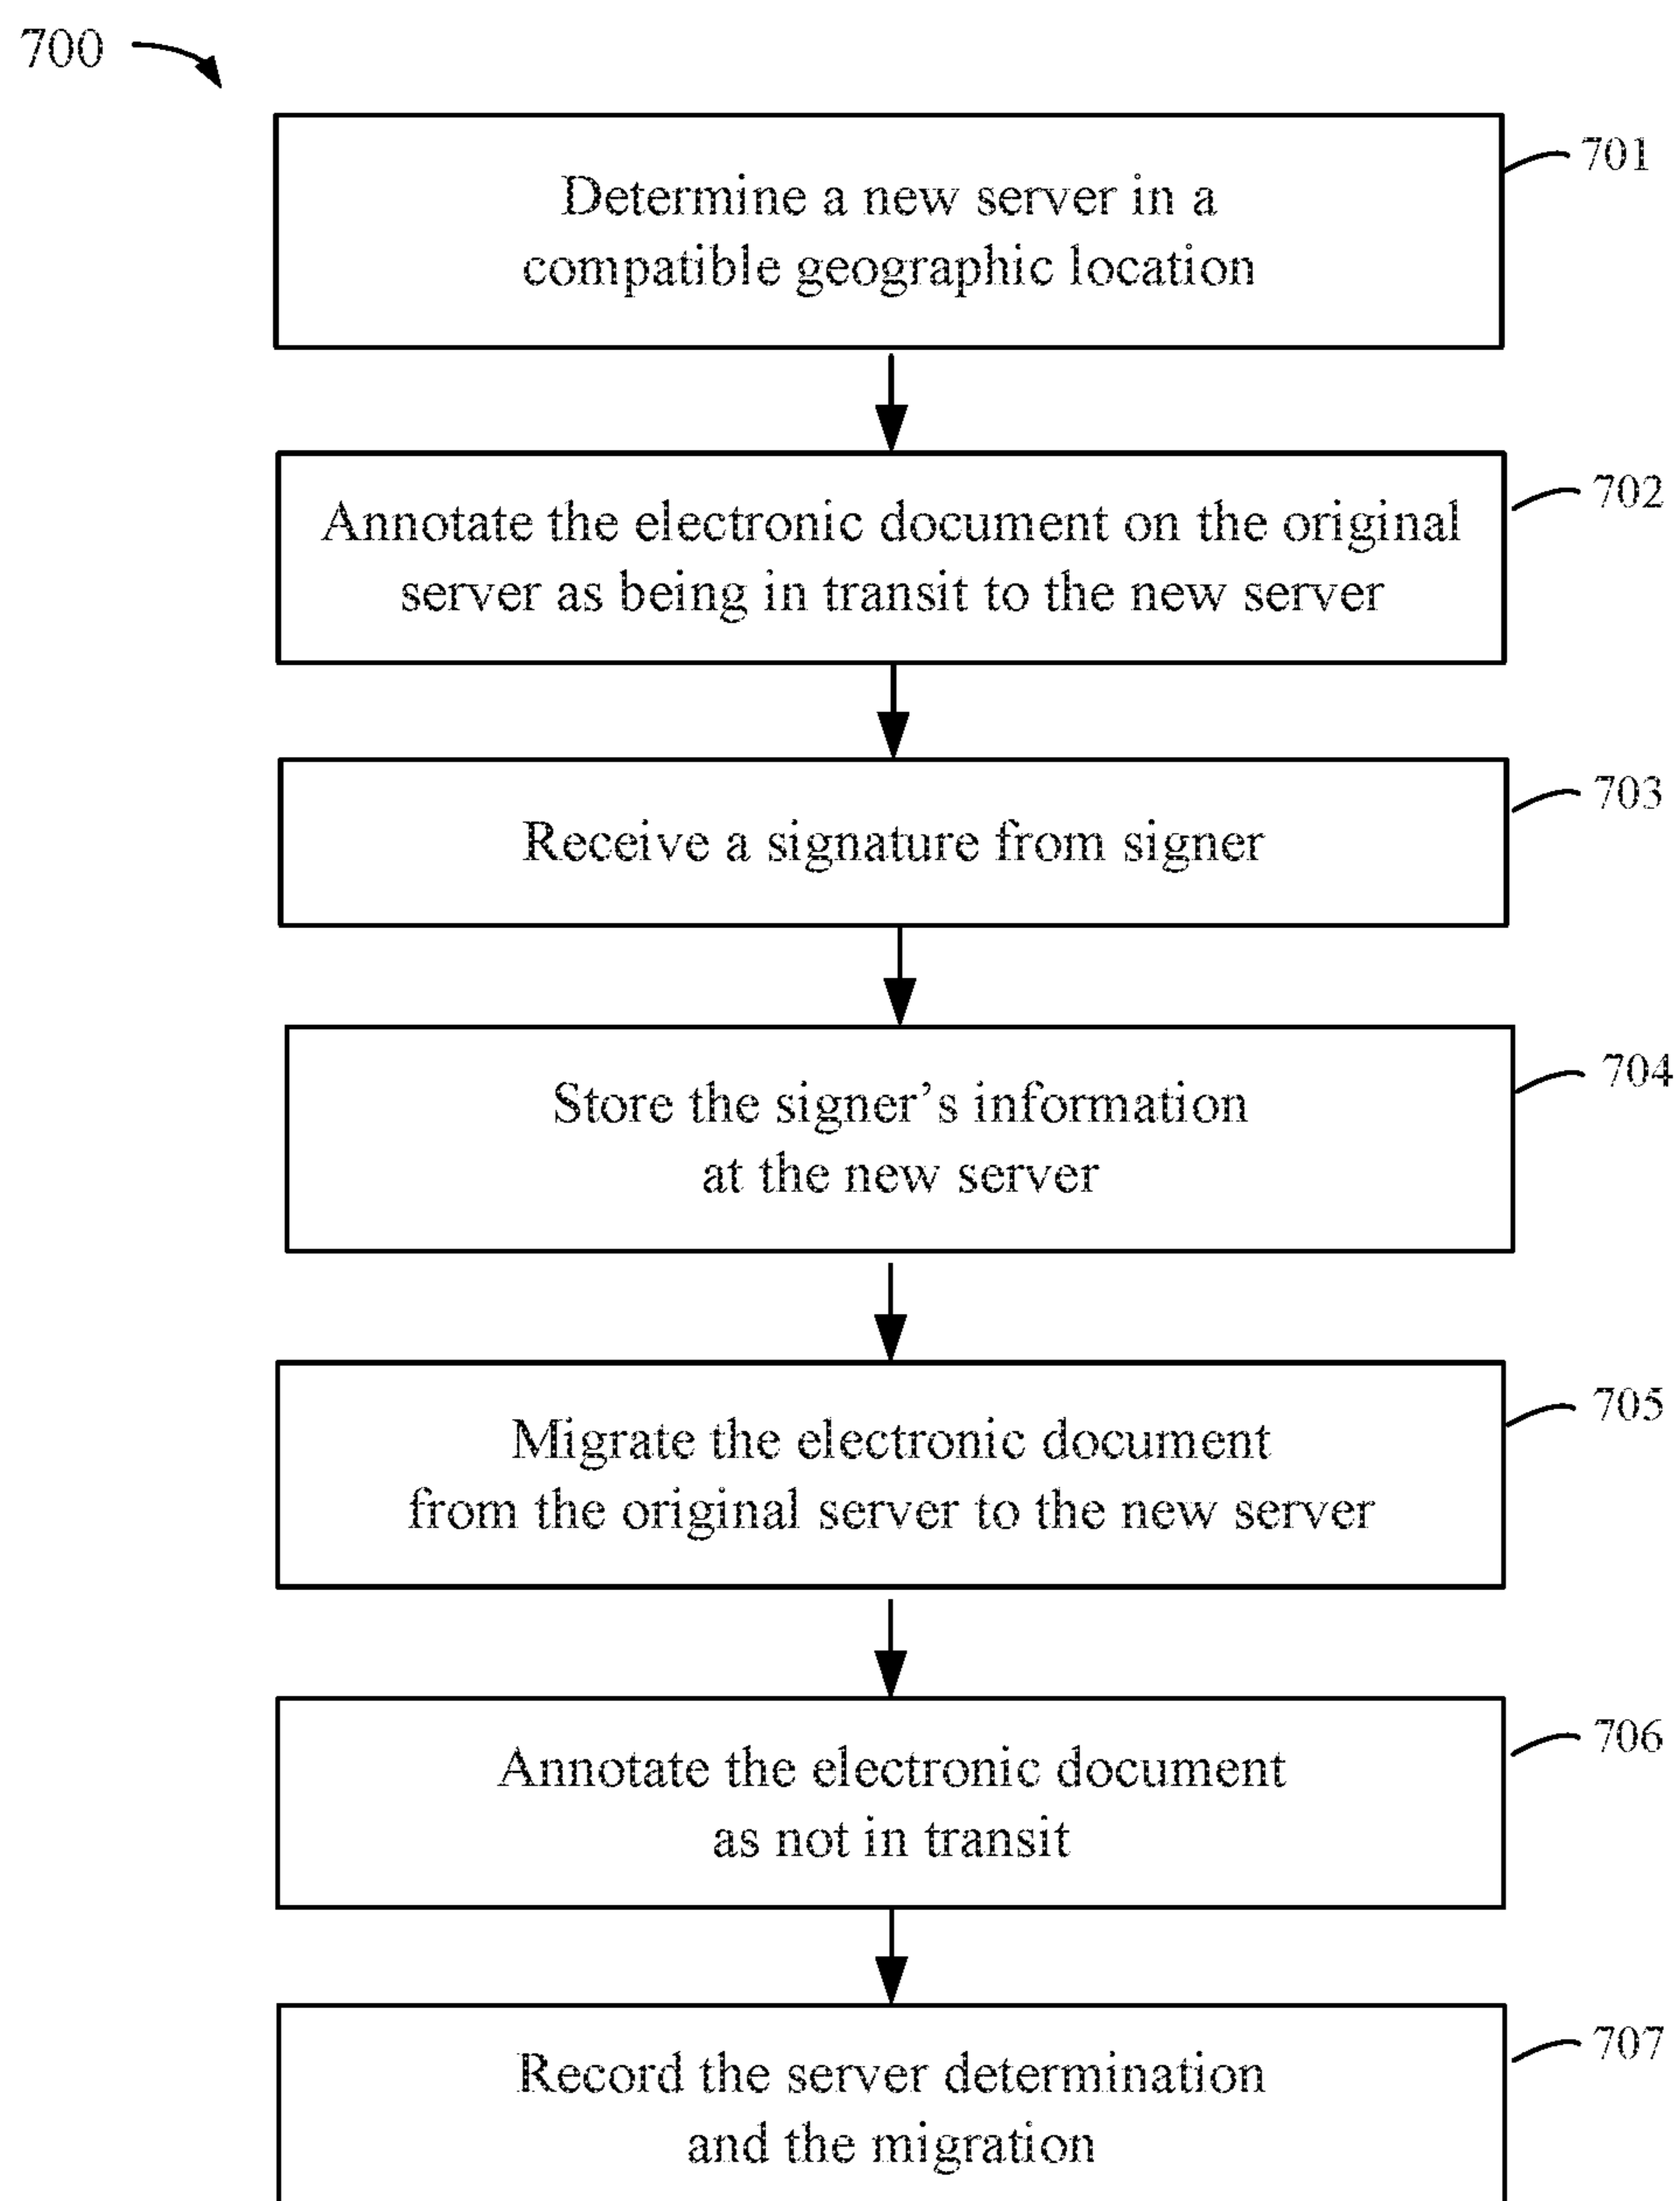 700
701
Determine a new server in a
compatible geographic location
702
Annotate the electronic document on the original
server as being in transit to the new server
703
Receive a signature from signer
704
Store the signer’s information
at the new server
705
Migrate the electronic document
from the original server to the new server
706
Annotate the electronic document
as not in transit
707
Record the server determination
and the migration